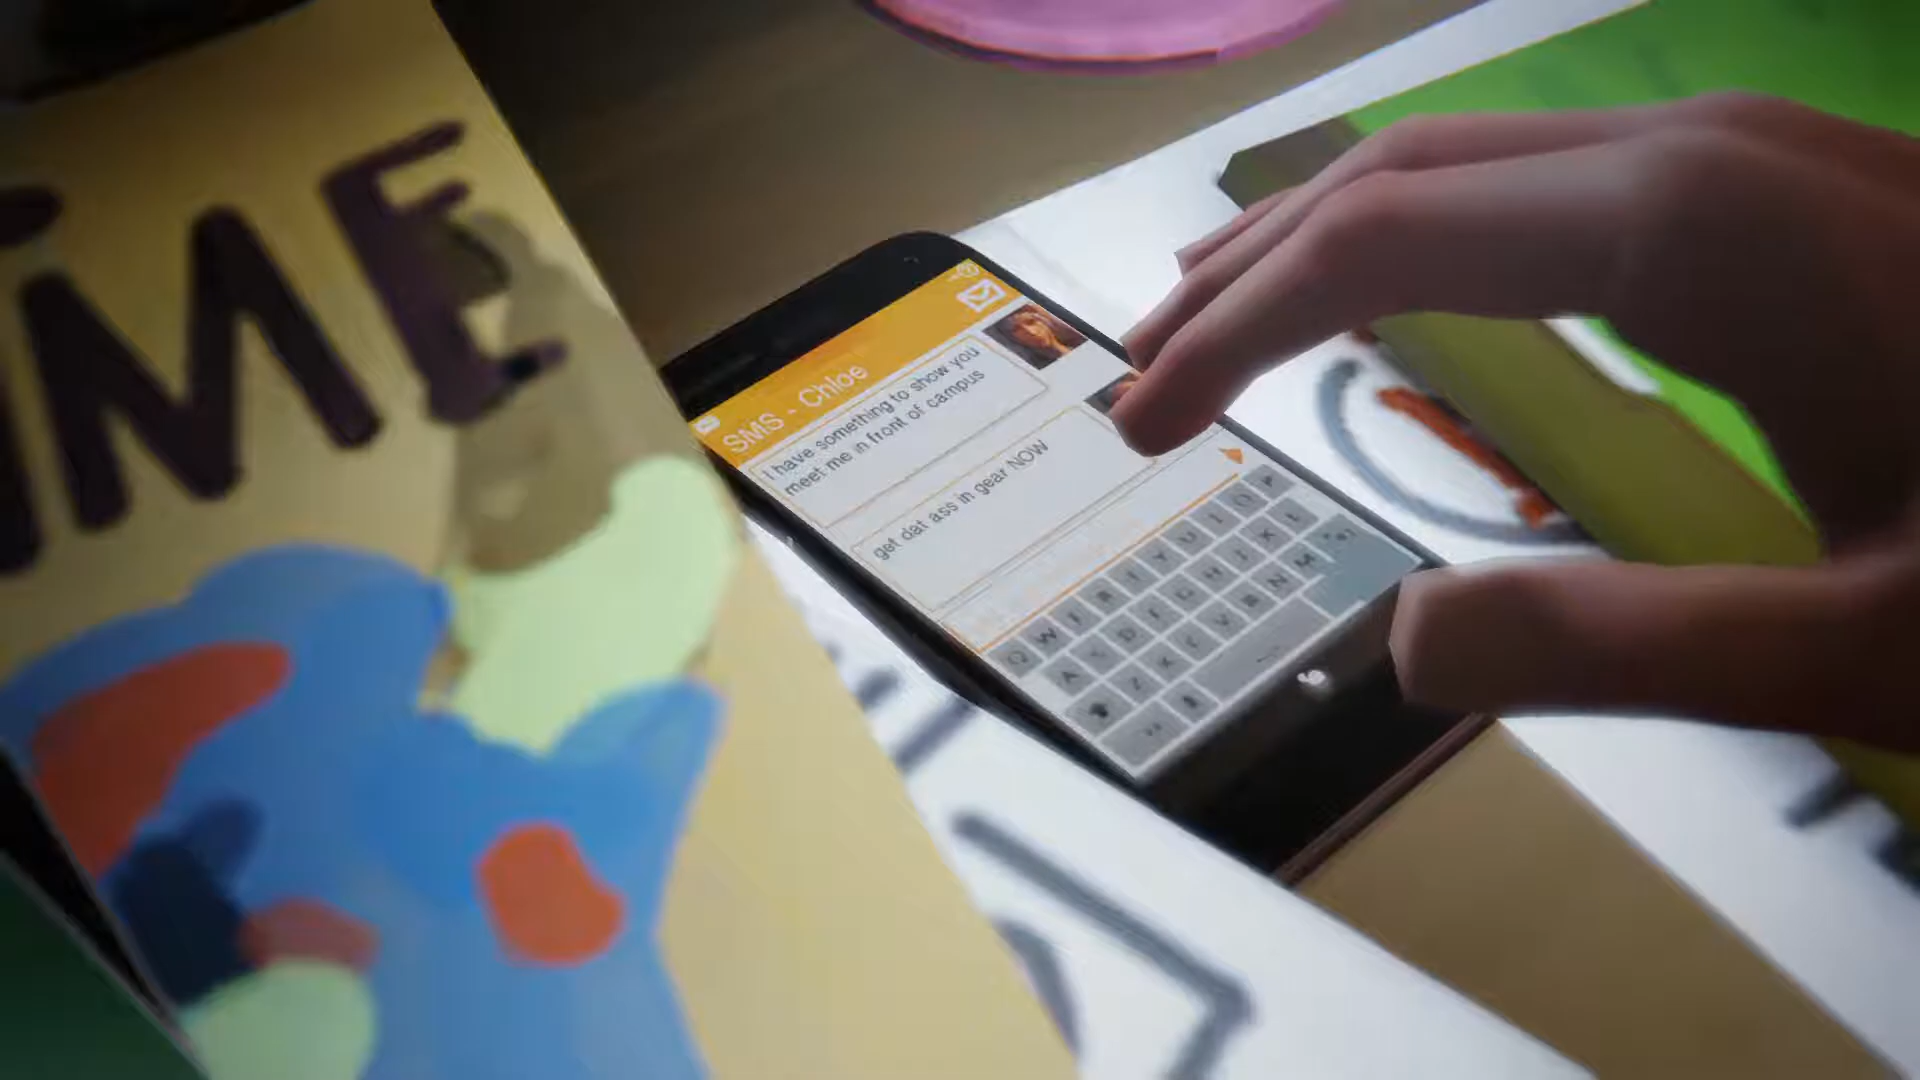 ME
SMS - Chloe
I have something to show you
meet me in front of campus
get dat ass in gear NOW